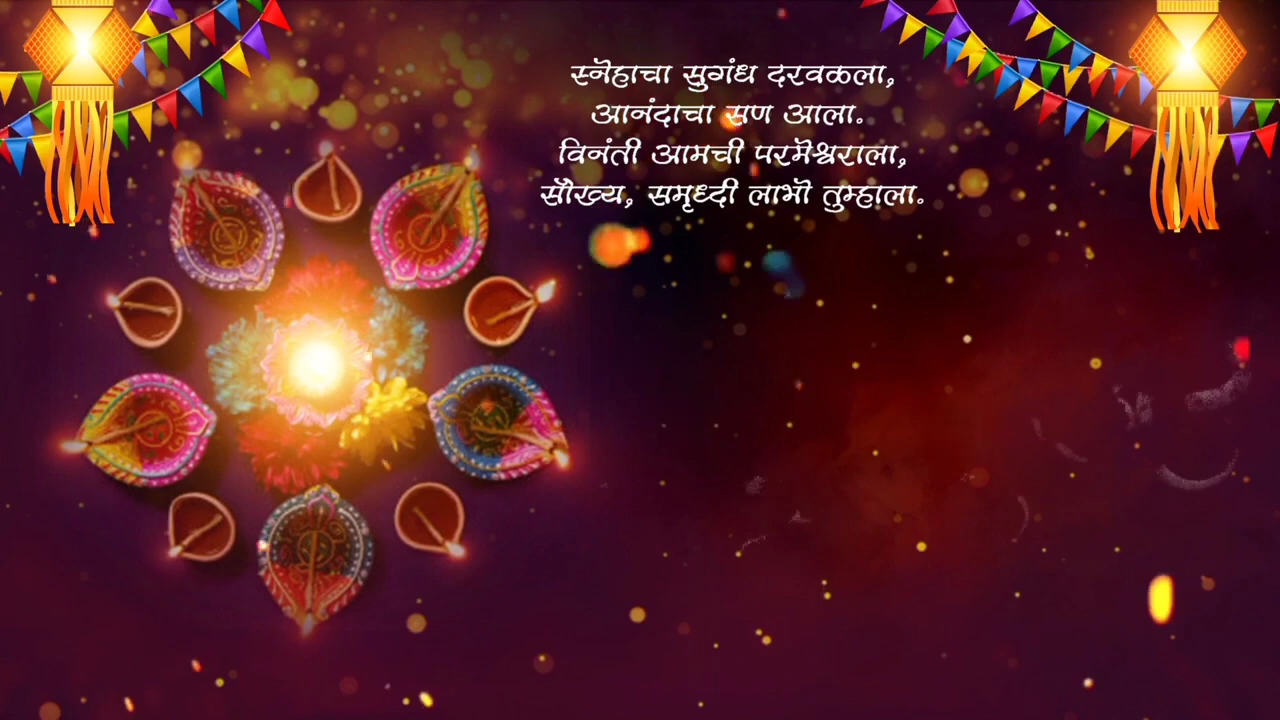 स्नेहाचा सुगंध दरवळला,
आनंदाचा सण आला.
विनंती आमची परमेश्वराला,
सौख्य, समृध्दी लाभो तुम्हाला.